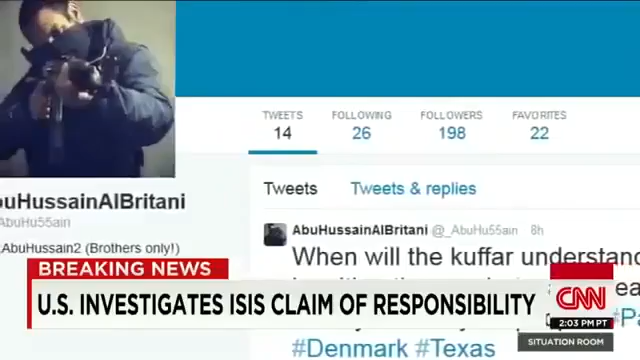 TWEETS FOLLOWING FOLLOWERS FAVORITES
14 26 198 22
Tweets Tweets & replies
AbuHussainAlBritani @_AbuHu55ain 8h
When will the kuffar understand
#Denmark #Texas
uHussainAlBritani
AbuHu55ain
AbuHussain2 (Brothers only!)
BREAKING NEWS
U.S. INVESTIGATES ISIS CLAIM OF RESPONSIBILITY
CNN
2:03 PM PT
SITUATION ROOM